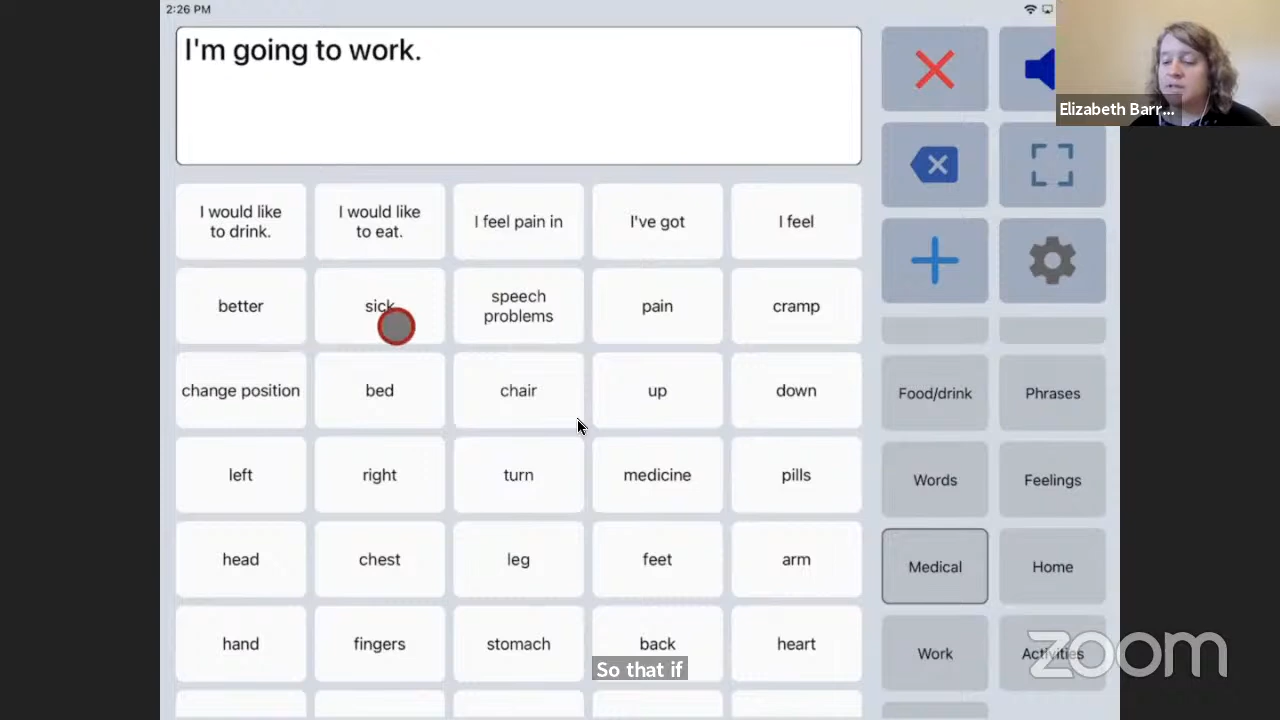 2:26 PM
I'm going to work.
Elizabeth Barr...
I would like
to drink.
I would like
to eat.
I feel pain in
I've got
I feel
better
sick
speech
problems
pain
cramp
change position
bed
chair
up
down
left
right
turn
medicine
pills
head
chest
leg
feet
arm
hand
fingers
stomach
back
heart
Food/drink
Phrases
Words
Feelings
Medical
Home
Work
Activities
So that if
zoom